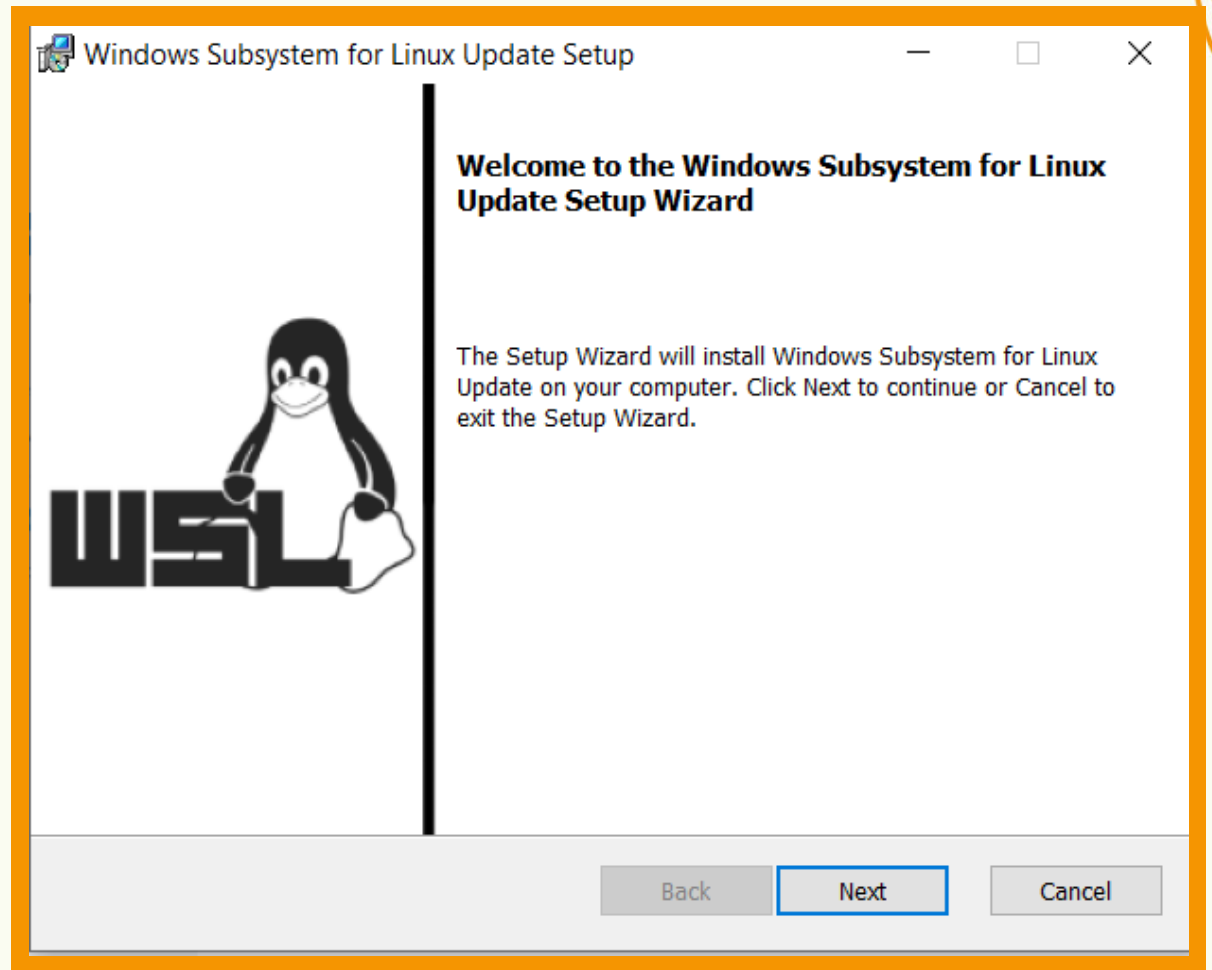 Windows Subsystem for Linux Update Setup
Welcome to the Windows Subsystem for Linux
Update Setup Wizard
The Setup Wizard will install Windows Subsystem for Linux
Update on your computer. Click Next to continue or Cancel to
exit the Setup Wizard.
WSL
Back
Next
Cancel